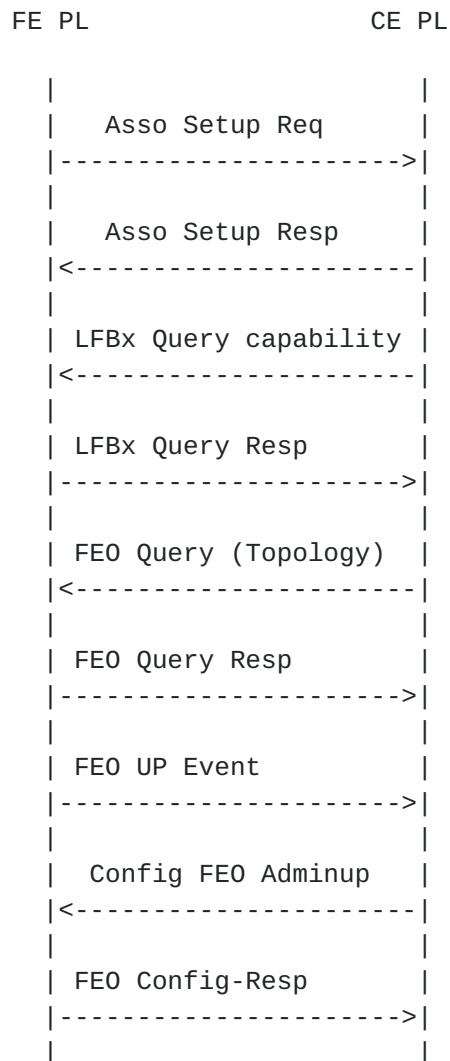 FE PL CE PL
Asso Setup Req
Asso Setup Resp
LFBx Query capability
LFBx Query Resp
FEO Query (Topology)
FEO Query Resp
FEO UP Event
Config FEO Adminup
FEO Config-Resp